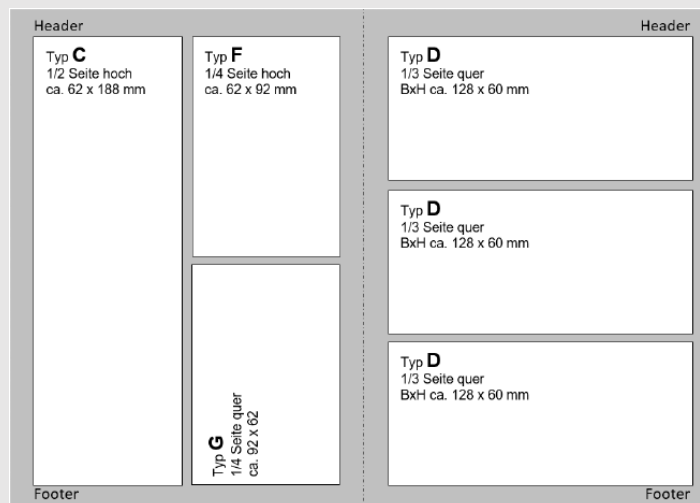 Header
Typ C
1/2 Seite hoch
ca. 62 x 188 mm
Typ F
1/4 Seite hoch
ca. 62 x 92 mm
Typ G
1/4 Seite quer
ca. 92 x 62
Footer
Header
Typ D
1/3 Seite quer
BxH ca. 128 x 60 mm
Typ D
1/3 Seite quer
BxH ca. 128 x 60 mm
Typ D
1/3 Seite quer
BxH ca. 128 x 60 mm
Footer